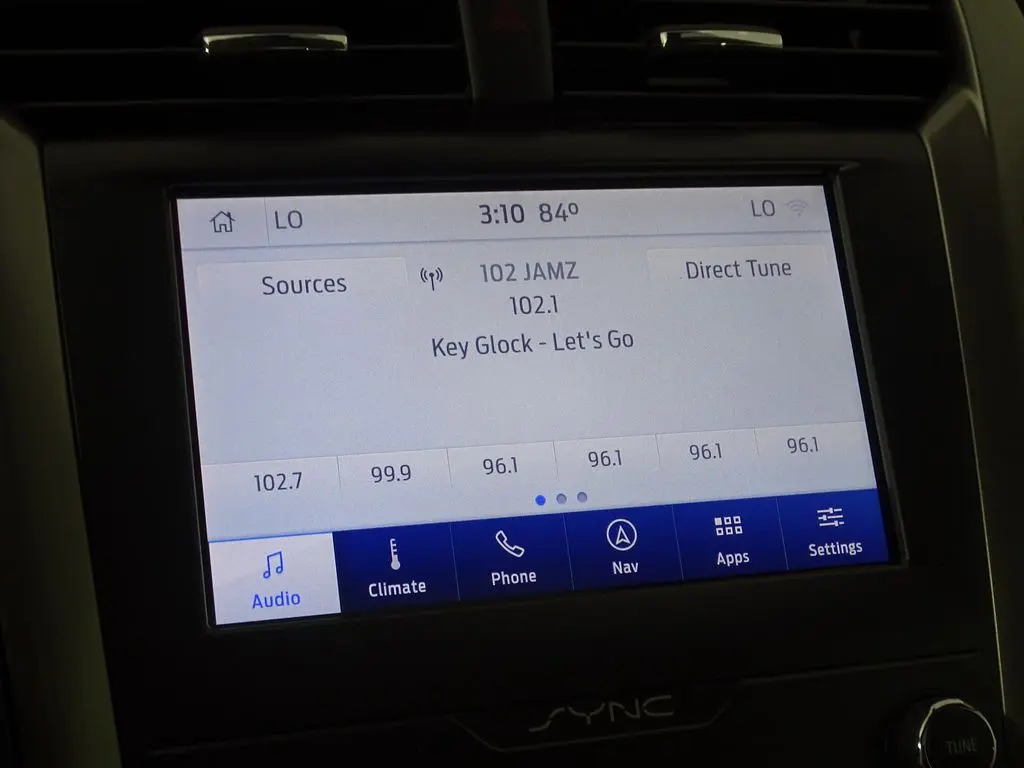 LO 3:10 84º LO
Sources 102 JAMZ Direct Tune
102.1
Key Glock - Let's Go
102.7 99.9 96.1 96.1 96.1 96.1
Audio Climate Phone Nav Apps Settings
SYNC
TUNE